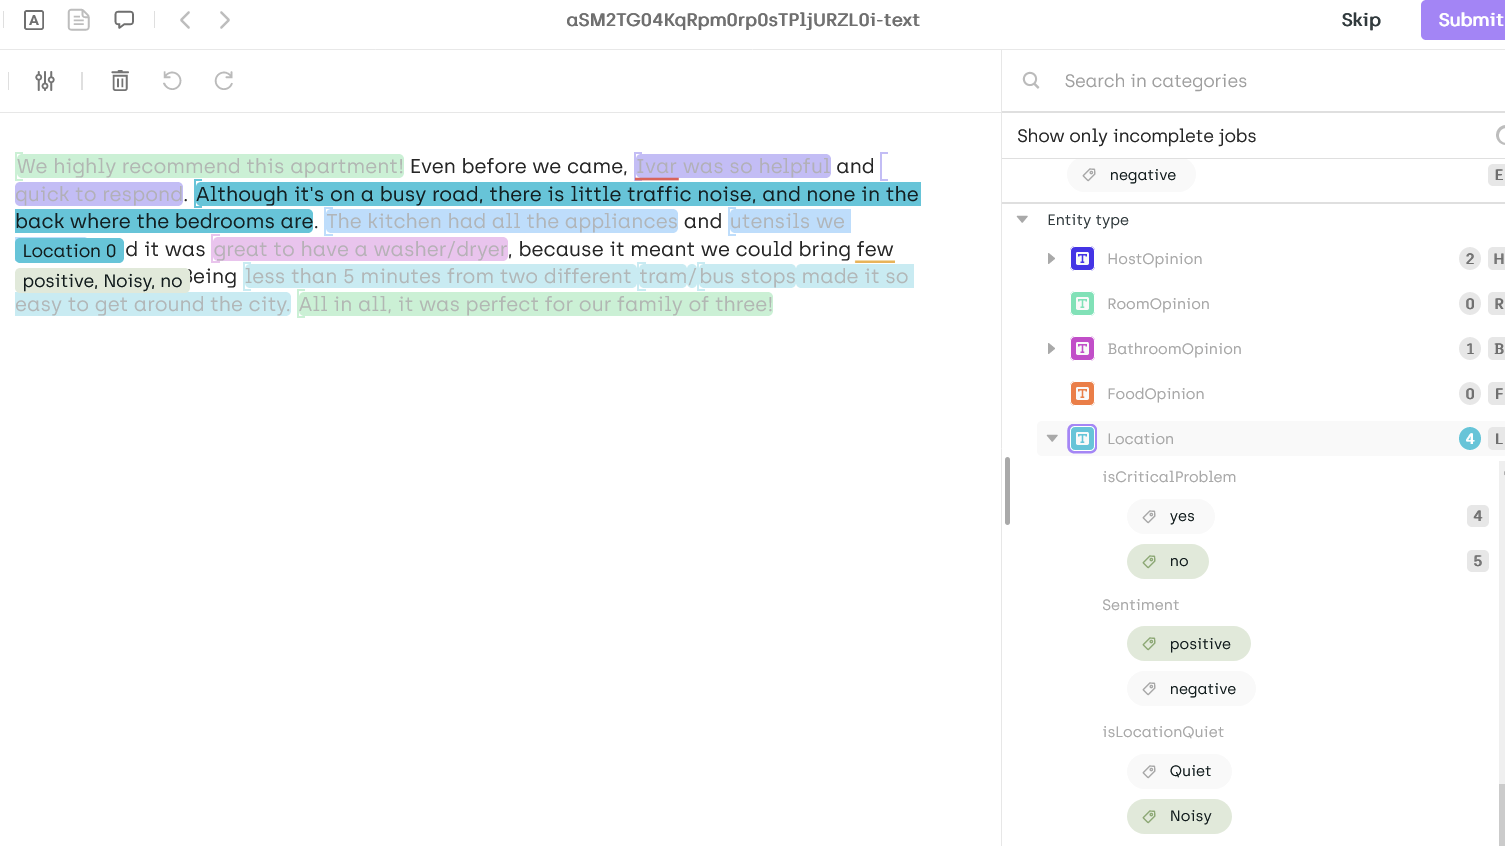 A
aSM2TG04KqRpm0rp0sTPljURZL0i-text
Skip
Submit
Search in categories
Show only incomplete jobs
We highly recommend this apartment! Even before we came, Ivar was so helpful and
quick to respond. Although it's on a busy road, there is little traffic noise, and none in the
back where the bedrooms are. The kitchen had all the appliances and utensils we
Location 0 d it was great to have a washer/dryer, because it meant we could bring few
positive, Noisy, no Being less than 5 minutes from two different tram/bus stops made it so
easy to get around the city. All in all, it was perfect for our family of three!
negative E
Entity type
T HostOpinion 2 H
T RoomOpinion 0 R
T BathroomOpinion 1 B
T FoodOpinion 0 F
T Location 4 L
isCriticalProblem
yes 4
no 5
Sentiment
positive
negative
isLocationQuiet
Quiet
Noisy